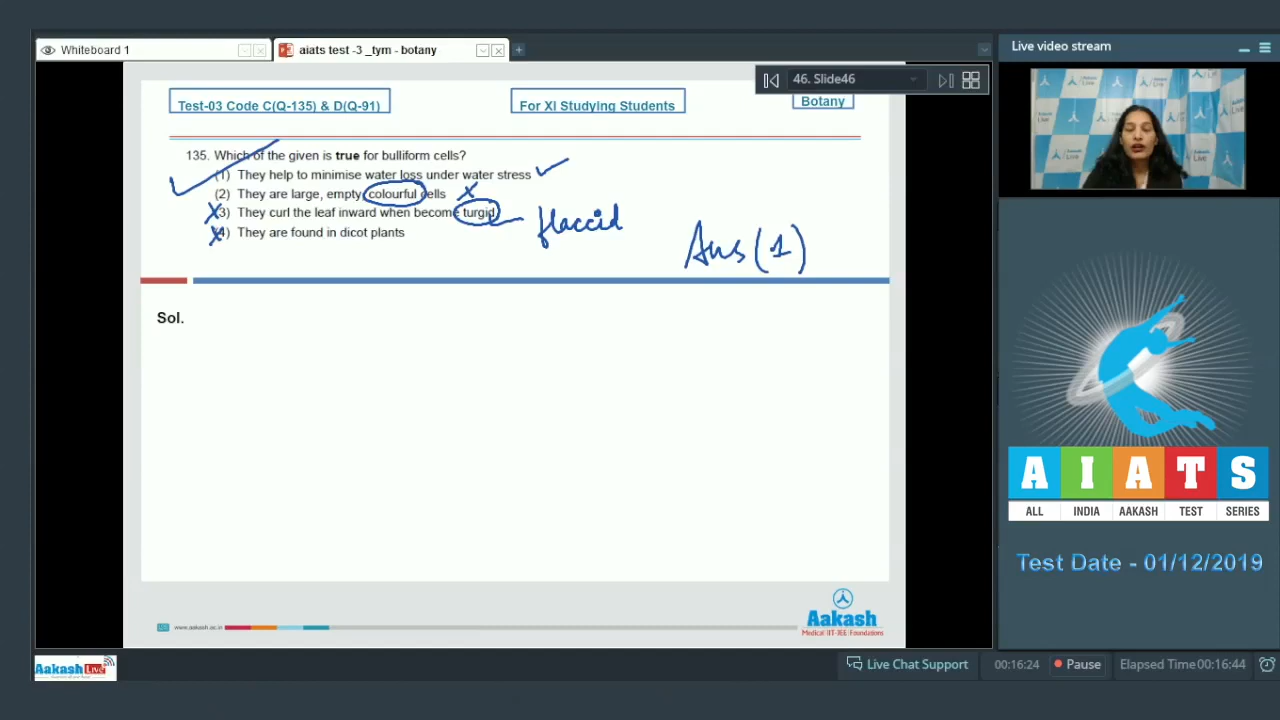 Whiteboard 1
aiats test -3 _tym - botany
Live video stream
46. Slide46
Test-03 Code C(Q-135) & D(Q-91)
For XI Studying Students
Botany
135. Which of the given is true for bulliform cells?
(1) They help to minimise water loss under water stress
(2) They are large, empty colourful cells
(3) They curl the leaf inward when become turgid
flaccid
(4) They are found in dicot plants
Ans (1)
Sol.
A I A T S
ALL INDIA AAKASH TEST SERIES
Test Date - 01/12/2019
www.aakash.ac.in
Aakash
Medical IIT-JEE Foundations
Aakash Live
Live Chat Support
00:16:24
Pause
Elapsed Time 00:16:44